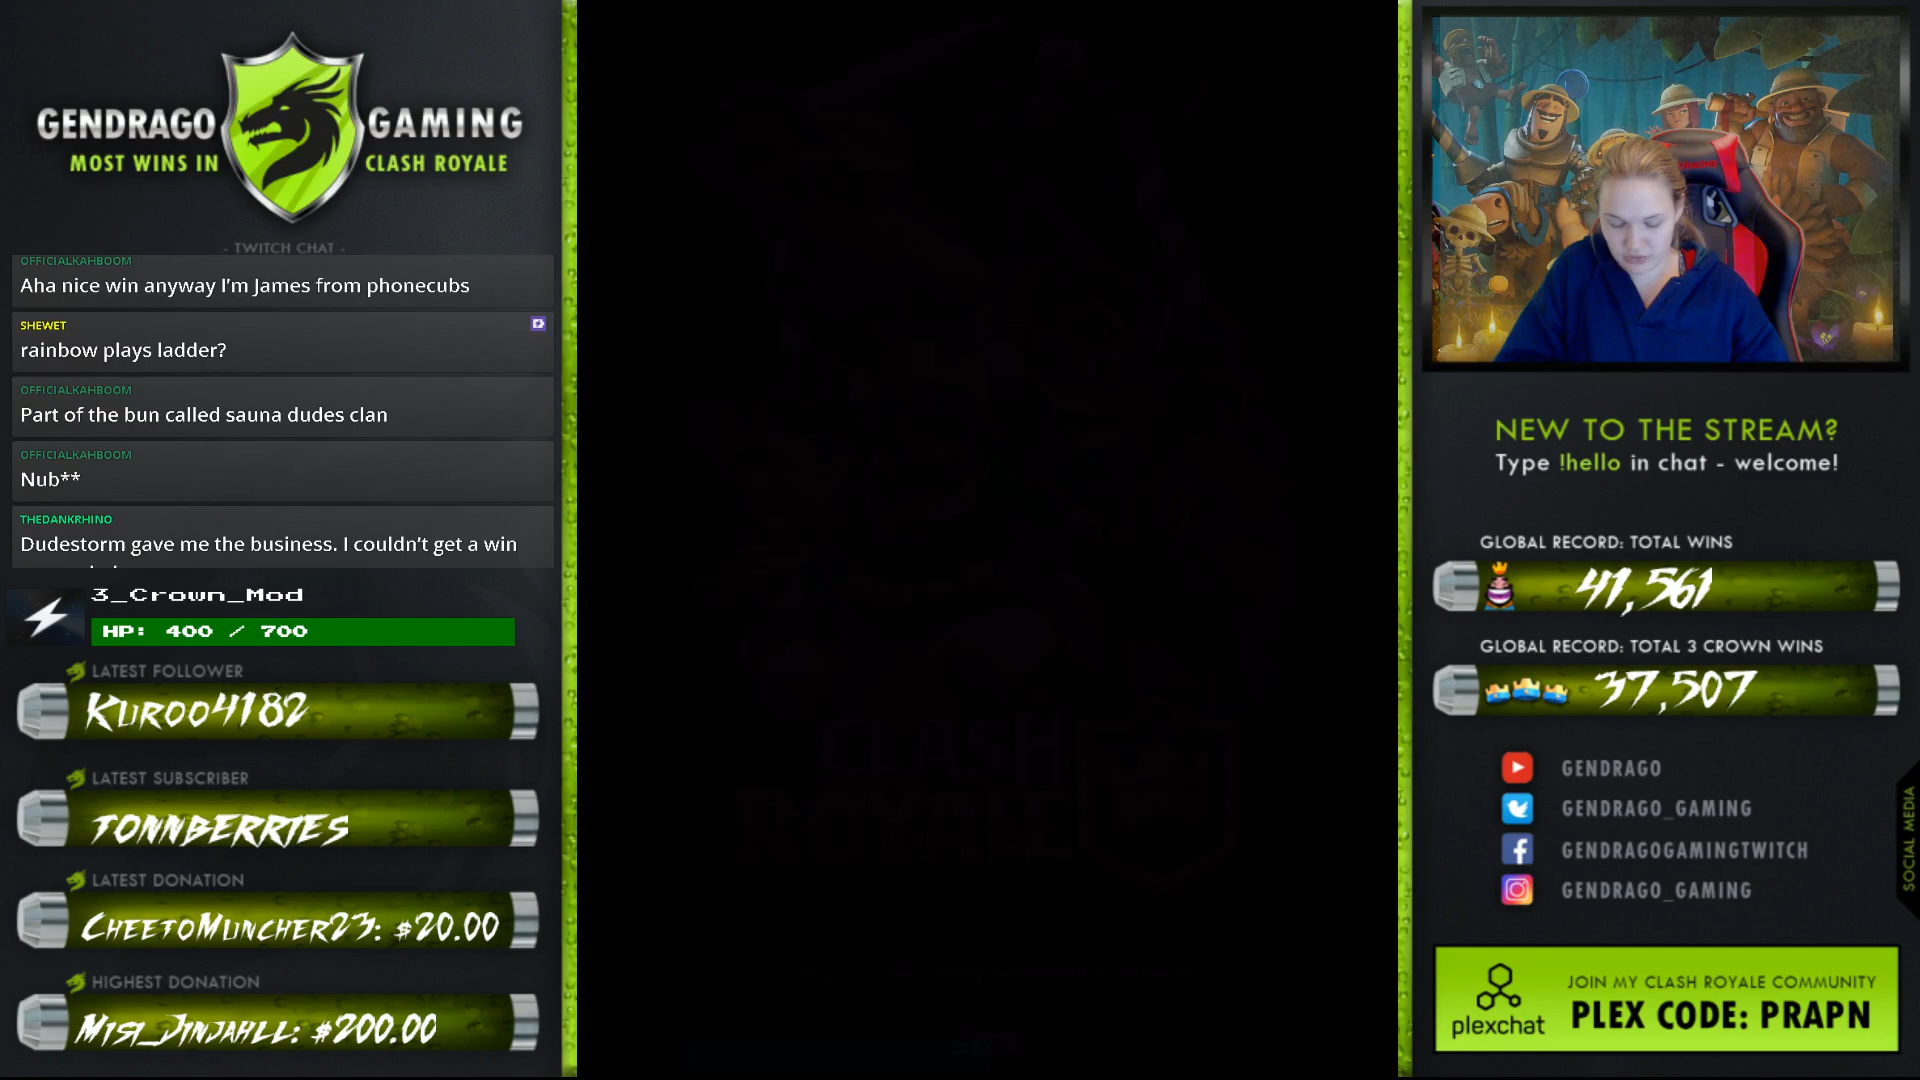 GENDRAGO GAMING
MOST WINS IN CLASH ROYALE
- TWITCH CHAT -
OFFICIALKAHBOOM
Aha nice win anyway I'm James from phonecubs
SHEWET
rainbow plays ladder?
OFFICIALKAHBOOM
Part of the bun called sauna dudes clan
OFFICIALKAHBOOM
Nub**
THEDANKRHINO
Dudestorm gave me the business. I couldn't get a win
3_Crown_Mod
HP: 400 / 700
LATEST FOLLOWER
Kuroo4182
LATEST SUBSCRIBER
TONNBERRIES
LATEST DONATION
CheetoMuncher23: $20.00
HIGHEST DONATION
Misi_Jinjahll: $200.00
CLASH
ROYALE
NEW TO THE STREAM?
Type !hello in chat - welcome!
GLOBAL RECORD: TOTAL WINS
41,561
GLOBAL RECORD: TOTAL 3 CROWN WINS
37,507
GENDRAGO
GENDRAGO_GAMING
GENDRAGOGAMINGTWITCH
GENDRAGO_GAMING
SOCIAL MEDIA
JOIN MY CLASH ROYALE COMMUNITY
plexchat PLEX CODE: PRAPN